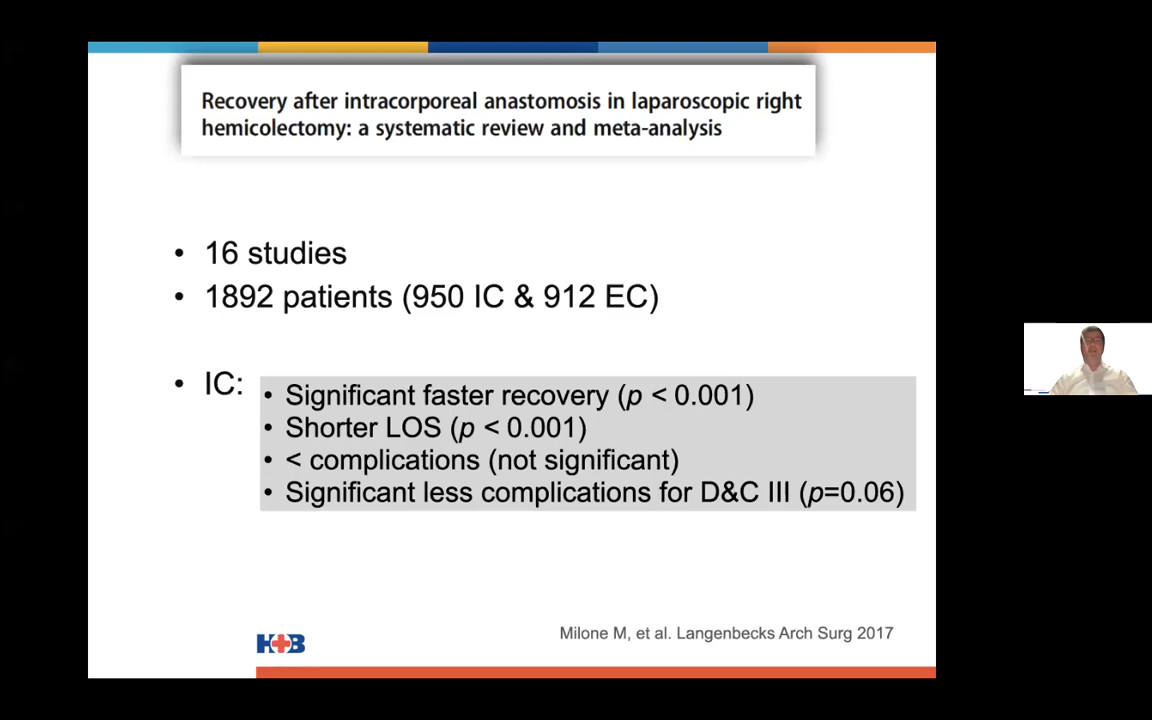 Recovery after intracorporeal anastomosis in laparoscopic right
hemicolectomy: a systematic review and meta-analysis
• 16 studies
• 1892 patients (950 IC & 912 EC)
• IC:
• Significant faster recovery (p < 0.001)
• Shorter LOS (p < 0.001)
• < complications (not significant)
• Significant less complications for D&C III (p=0.06)
Milone M, et al. Langenbecks Arch Surg 2017
H+B